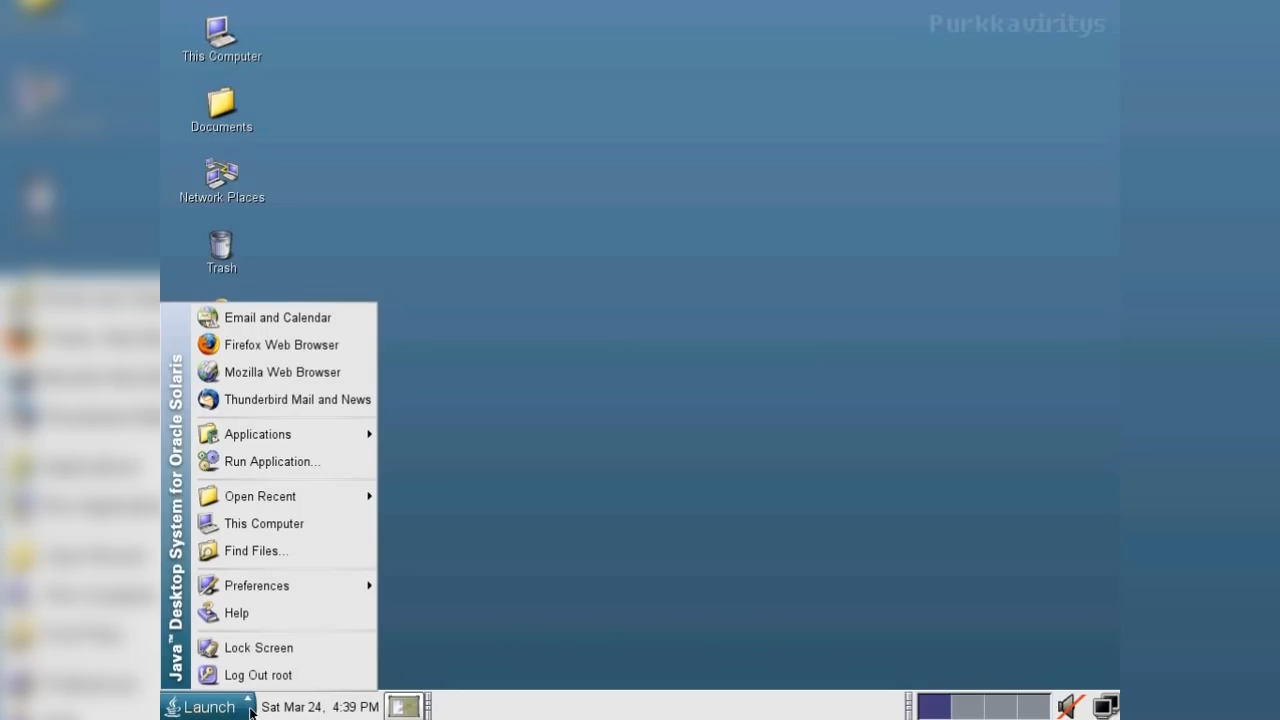 Purkkaviritys
This Computer
Documents
Network Places
Trash
Java™ Desktop System for Oracle Solaris
Email and Calendar
Firefox Web Browser
Mozilla Web Browser
Thunderbird Mail and News
Applications
Run Application...
Open Recent
This Computer
Find Files...
Preferences
Help
Lock Screen
Log Out root
Launch
Sat Mar 24, 4:39 PM